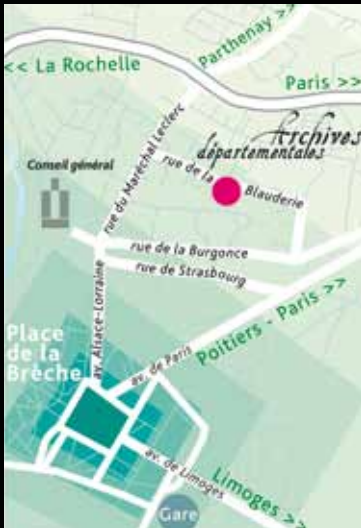 Parthenay >>
<< La Rochelle
Paris >>
Archives
départementales
Conseil général
rue du Maréchal Leclerc
rue de la Blauderie
rue de la Burgonce
rue de Strasbourg
av. Alsace-Lorraine
Place
de la
Brèche
av. de Paris
Poitiers - Paris >>
av. de Limoges
Limoges >>
Gare